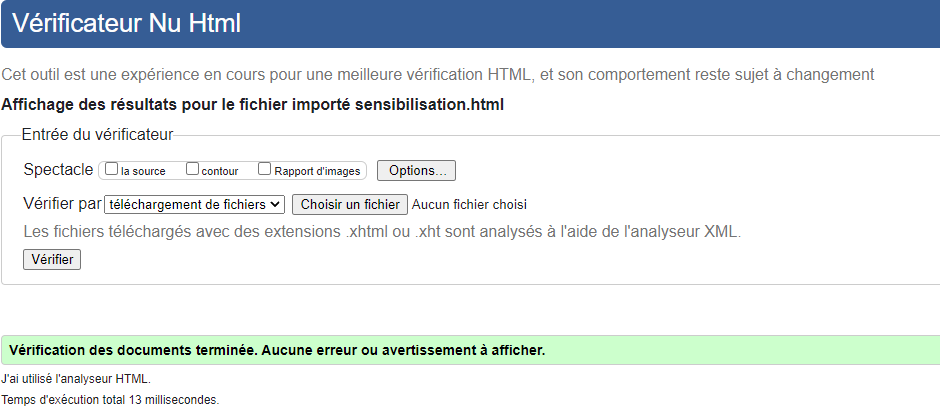 Vérificateur Nu Html
Cet outil est une expérience en cours pour une meilleure vérification HTML, et son comportement reste sujet à changement
Affichage des résultats pour le fichier importé sensibilisation.html
Entrée du vérificateur
Spectacle la source contour Rapport d'images Options...
Vérifier par téléchargement de fichiers Choisir un fichier Aucun fichier choisi
Les fichiers téléchargés avec des extensions .xhtml ou .xht sont analysés à l'aide de l'analyseur XML.
Vérifier
Vérification des documents terminée. Aucune erreur ou avertissement à afficher.
J'ai utilisé l'analyseur HTML.
Temps d'exécution total 13 millisecondes.